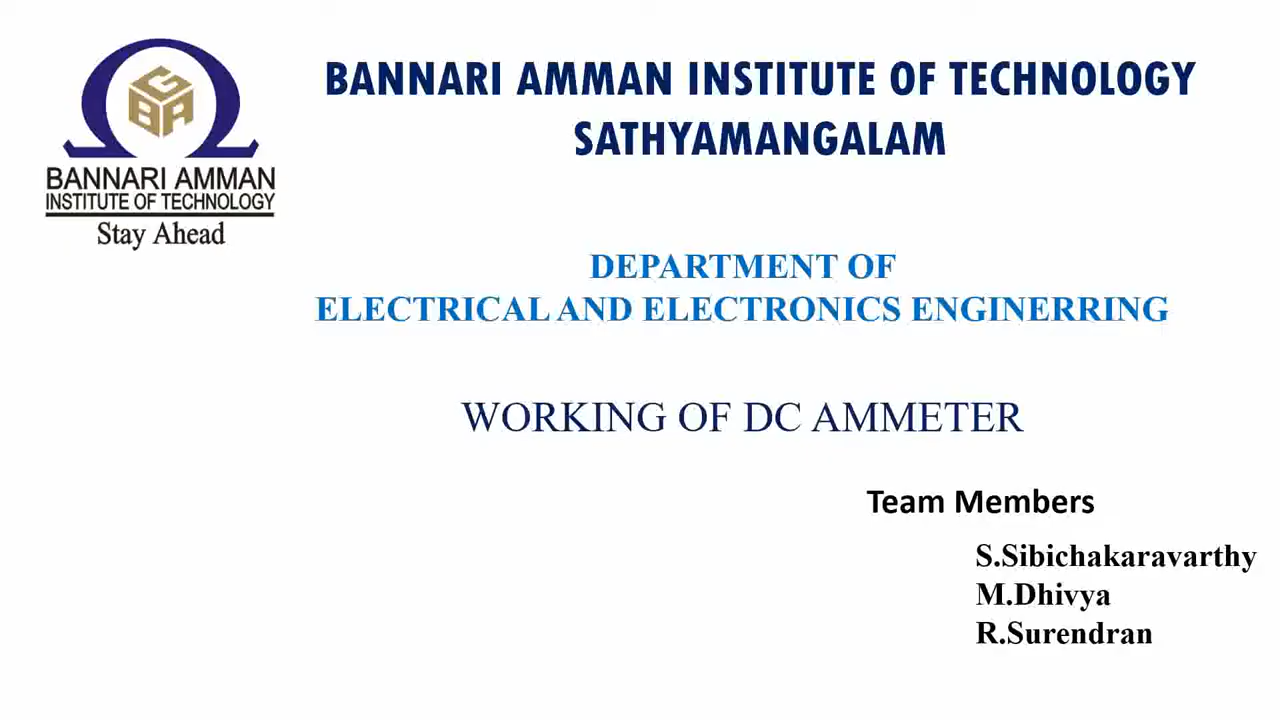 BANNARI AMMAN INSTITUTE OF TECHNOLOGY
SATHYAMANGALAM
GBA
BANNARI AMMAN
INSTITUTE OF TECHNOLOGY
Stay Ahead
DEPARTMENT OF
ELECTRICAL AND ELECTRONICS ENGINERRING
WORKING OF DC AMMETER
Team Members
S.Sibichakaravarthy
M.Dhivya
R.Surendran